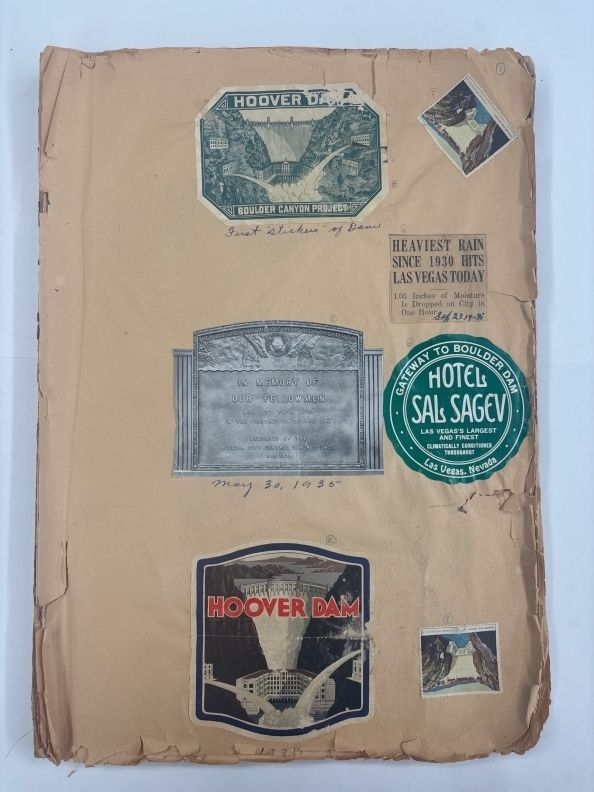 HOOVER DAM
BOULDER CANYON PROJECT
First "stickers" of Dam
HEAVIEST RAIN
SINCE 1930 HITS
LAS VEGAS TODAY
1.05 Inches of Moisture
Is Dropped on City in
One Hour
GATEWAY TO BOULDER DAM
HOTEL
SAL SAGEV
LAS VEGAS'S LARGEST
AND FINEST
CLIMATICALLY CONDITIONED
THROUGHOUT
Las Vegas, Nevada
IN MEMORY OF
OUR FELLOWMEN
May 30, 1935
HOOVER DAM